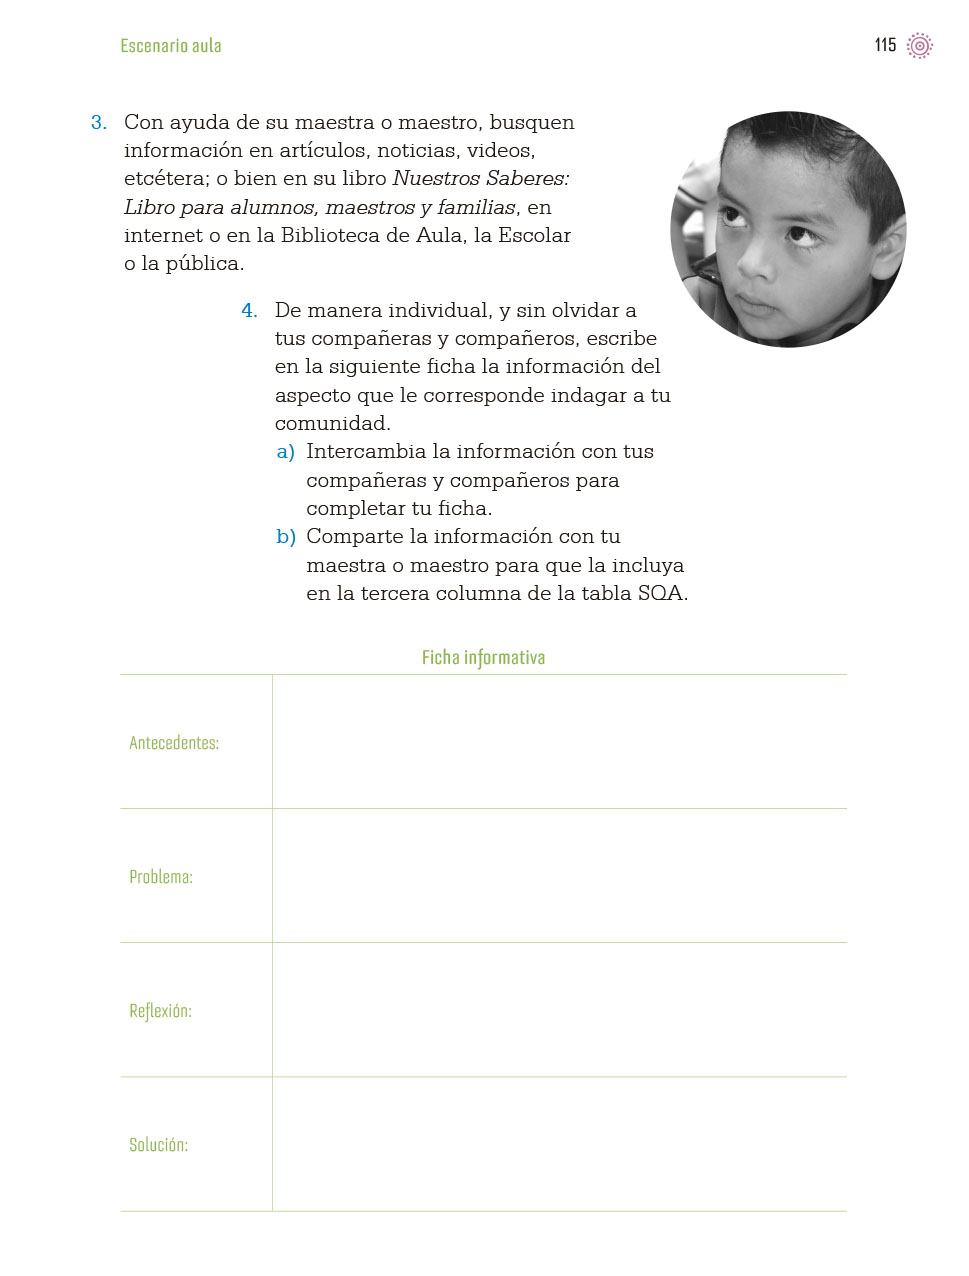 Escenario aula
115
3. Con ayuda de su maestra o maestro, busquen
información en artículos, noticias, videos,
etcétera; o bien en su libro Nuestros Saberes:
Libro para alumnos, maestros y familias, en
internet o en la Biblioteca de Aula, la Escolar
o la pública.
4. De manera individual, y sin olvidar a
tus compañeras y compañeros, escribe
en la siguiente ficha la información del
aspecto que le corresponde indagar a tu
comunidad.
a) Intercambia la información con tus
compañeras y compañeros para
completar tu ficha.
b) Comparte la información con tu
maestra o maestro para que la incluya
en la tercera columna de la tabla SQA.
Ficha informativa
Antecedentes:
Problema:
Reflexión:
Solución: